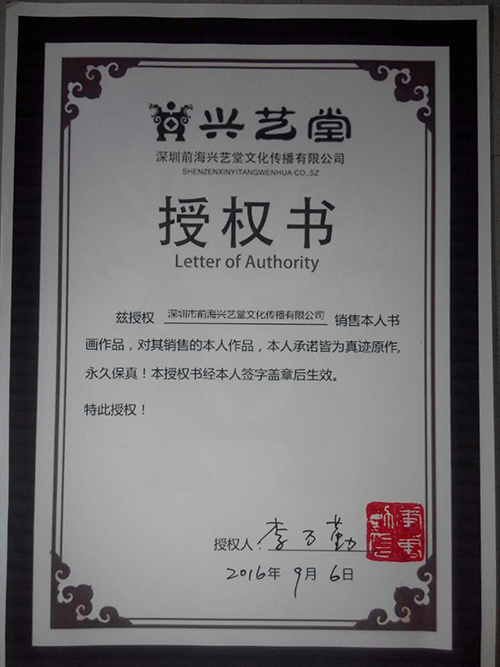 兴艺堂
深圳前海兴艺堂文化传播有限公司
SHENZENXINYITANGWENHUA CO.,SZ
授权书
Letter of Authority
兹授权 深圳市前海兴艺堂文化传播有限公司 销售本人书
画作品，对其销售的本人作品，本人承诺皆为真迹原作，
永久保真！本授权书经本人签字盖章后生效。
特此授权！
授权人：李万勤
2016年 9月 6日